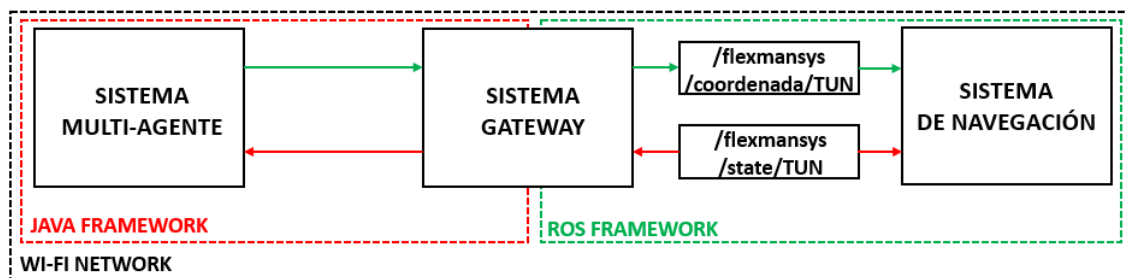 SISTEMA
MULTI-AGENTE
SISTEMA
GATEWAY
/flexmansys
/coordenada/TUN
/flexmansys
/state/TUN
SISTEMA
DE NAVEGACIÓN
JAVA FRAMEWORK
ROS FRAMEWORK
WI-FI NETWORK